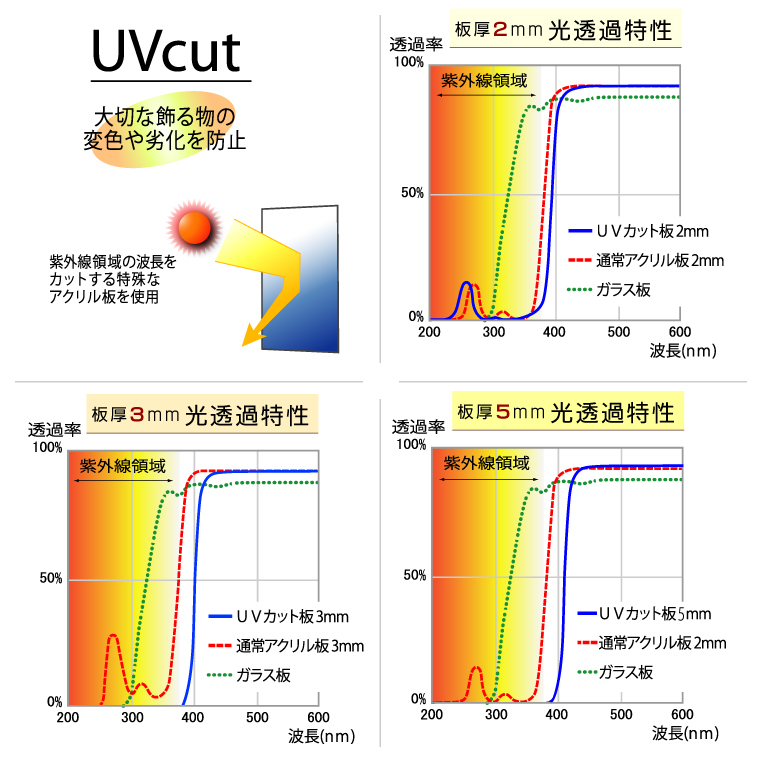 UVcut
大切な飾る物の
変色や劣化を防止
紫外線領域の波長を
カットする特殊な
アクリル板を使用
板厚2mm 光透過特性
透過率
100%
紫外線領域
50%
UVカット板2mm
通常アクリル板2mm
ガラス板
0%
200 300 400 500 600
波長(nm)
板厚3mm 光透過特性
透過率
100%
紫外線領域
50%
UVカット板3mm
通常アクリル板3mm
ガラス板
0%
200 300 400 500 600
波長(nm)
板厚5mm 光透過特性
透過率
100%
紫外線領域
50%
UVカット板5mm
通常アクリル板2mm
ガラス板
0%
200 300 400 500 600
波長(nm)